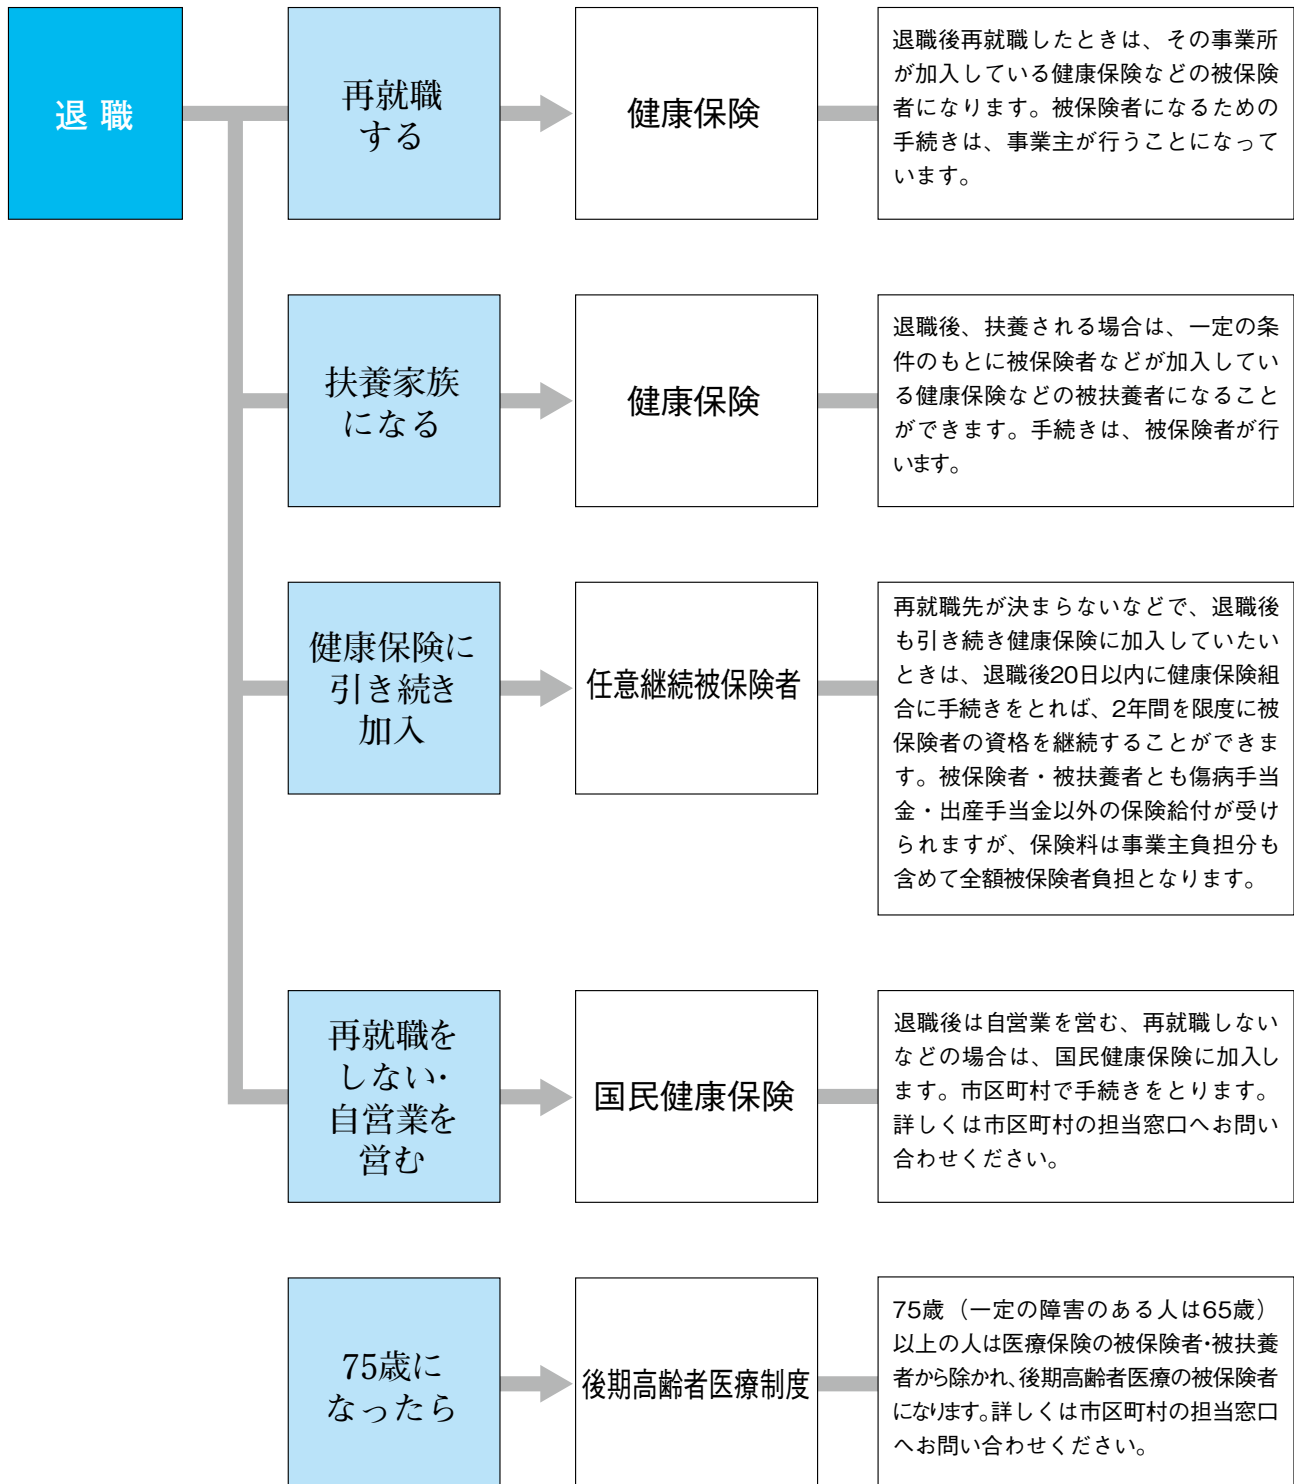 退職
再就職
する
健康保険
退職後再就職したときは、その事業所
が加入している健康保険などの被保険
者になります。被保険者になるための
手続きは、事業主が行うことになって
います。
扶養家族
になる
健康保険
退職後、扶養される場合は、一定の条
件のもとに被保険者などが加入してい
る健康保険などの被扶養者になること
ができます。手続きは、被保険者が行
います。
健康保険に
引き続き
加入
任意継続被保険者
再就職先が決まらないなどで、退職後
も引き続き健康保険に加入していたい
ときは、退職後20日以内に健康保険組
合に手続きをとれば、2年間を限度に被
保険者の資格を継続することができま
す。被保険者・被扶養者とも傷病手当
金・出産手当金以外の保険給付が受け
られますが、保険料は事業主負担分も
含めて全額被保険者負担となります。
再就職を
しない・
自営業を
営む
国民健康保険
退職後は自営業を営む、再就職しない
などの場合は、国民健康保険に加入し
ます。市区町村で手続きをとります。
詳しくは市区町村の担当窓口へお問い
合わせください。
75歳に
なったら
後期高齢者医療制度
75歳（一定の障害のある人は65歳）
以上の人は医療保険の被保険者・被扶養
者から除かれ、後期高齢者医療の被保険者
になります。詳しくは市区町村の担当窓口
へお問い合わせください。